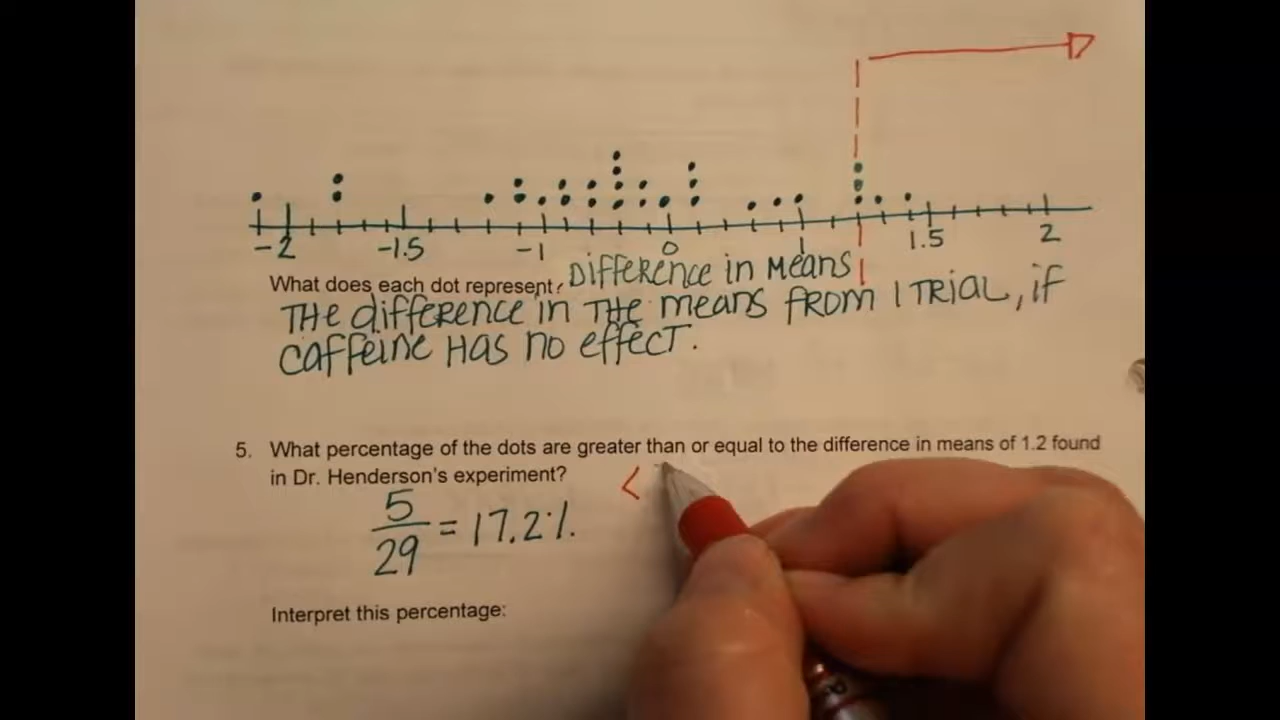 -2 -1.5 -1 0 1 1.5 2
What does each dot represent? DIFFERENCE IN MEANS
THE difference in THE means from 1 TRIAL, if
caffeine HAS no effect.
5. What percentage of the dots are greater than or equal to the difference in means of 1.2 found
in Dr. Henderson's experiment?
<
5
29 = 17.2%.
Interpret this percentage: